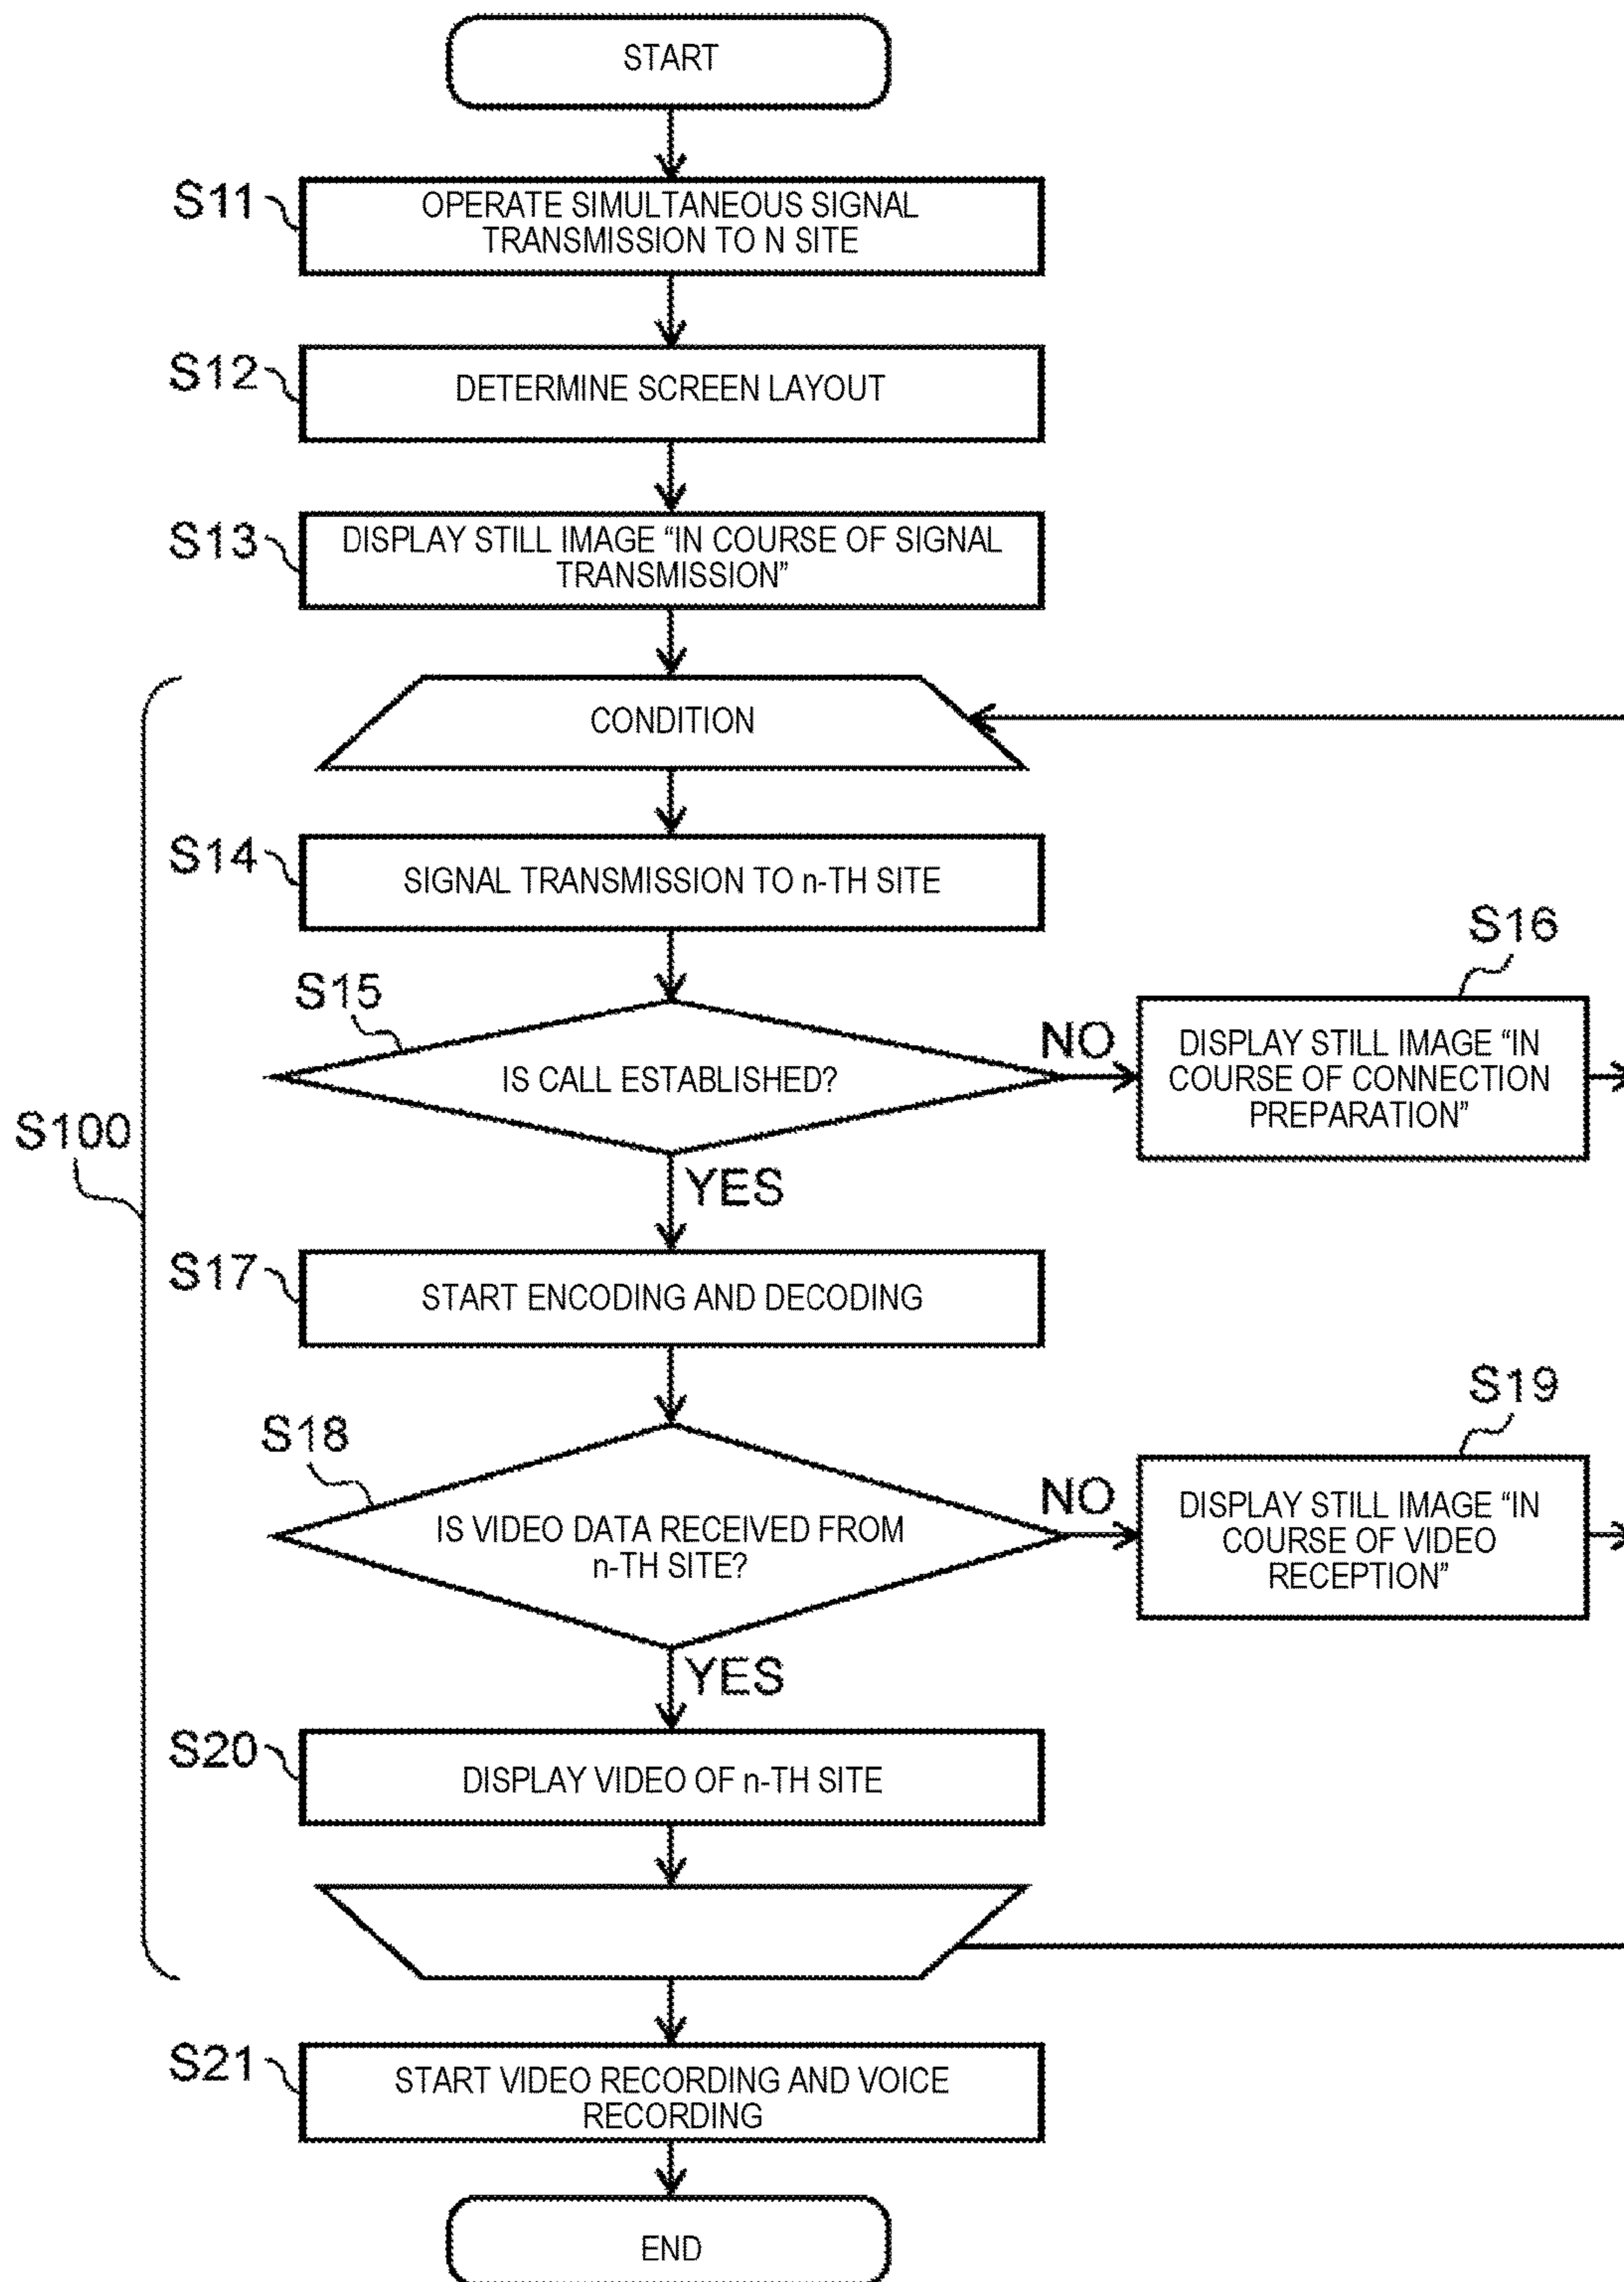 START
S11
OPERATE SIMULTANEOUS SIGNAL
TRANSMISSION TO N SITE
S12
DETERMINE SCREEN LAYOUT
S13
DISPLAY STILL IMAGE “IN COURSE OF SIGNAL
TRANSMISSION”
CONDITION
S14
SIGNAL TRANSMISSION TO n-TH SITE
S15
IS CALL ESTABLISHED?
NO
S16
DISPLAY STILL IMAGE “IN
COURSE OF CONNECTION
PREPARATION”
S100
YES
S17
START ENCODING AND DECODING
S18
IS VIDEO DATA RECEIVED FROM
n-TH SITE?
NO
S19
DISPLAY STILL IMAGE “IN
COURSE OF VIDEO
RECEPTION”
YES
S20
DISPLAY VIDEO OF n-TH SITE
S21
START VIDEO RECORDING AND VOICE
RECORDING
END